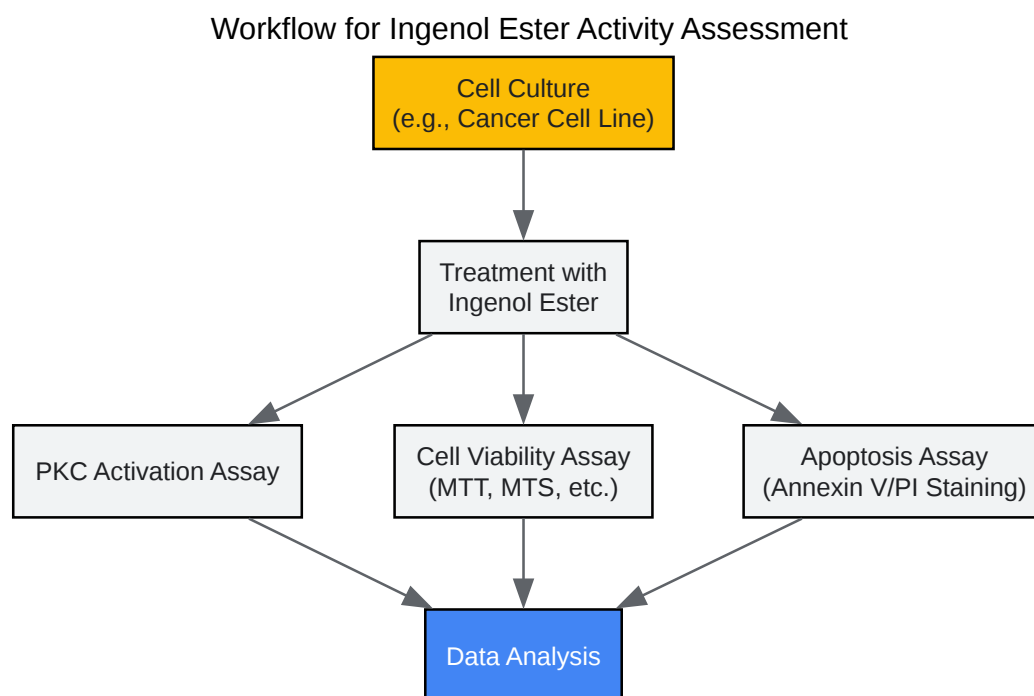 Workflow for Ingenol Ester Activity Assessment
Cell Culture
(e.g., Cancer Cell Line)
Treatment with
Ingenol Ester
PKC Activation Assay
Cell Viability Assay
(MTT, MTS, etc.)
Apoptosis Assay
(Annexin V/PI Staining)
Data Analysis